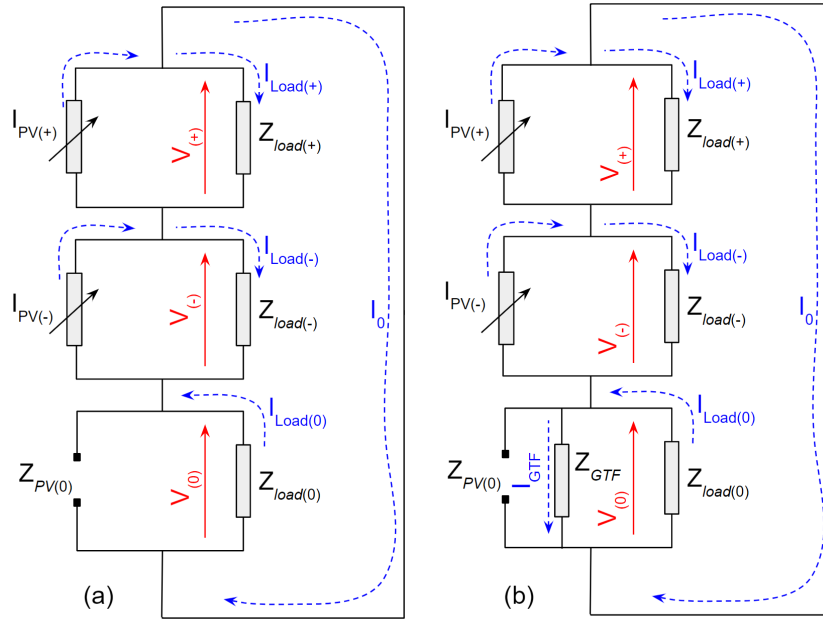 I_Load(+)
I_PV(+)
V_(+)
Z_load(+)
I_Load(-)
I_PV(-)
V_(-)
Z_load(-)
I_0
I_Load(0)
Z_PV(0)
V_(0)
Z_load(0)
(a)
I_Load(+)
I_PV(+)
V_(+)
Z_load(+)
I_Load(-)
I_PV(-)
V_(-)
Z_load(-)
I_0
I_Load(0)
Z_PV(0)
I_GTF
Z_GTF
V_(0)
Z_load(0)
(b)